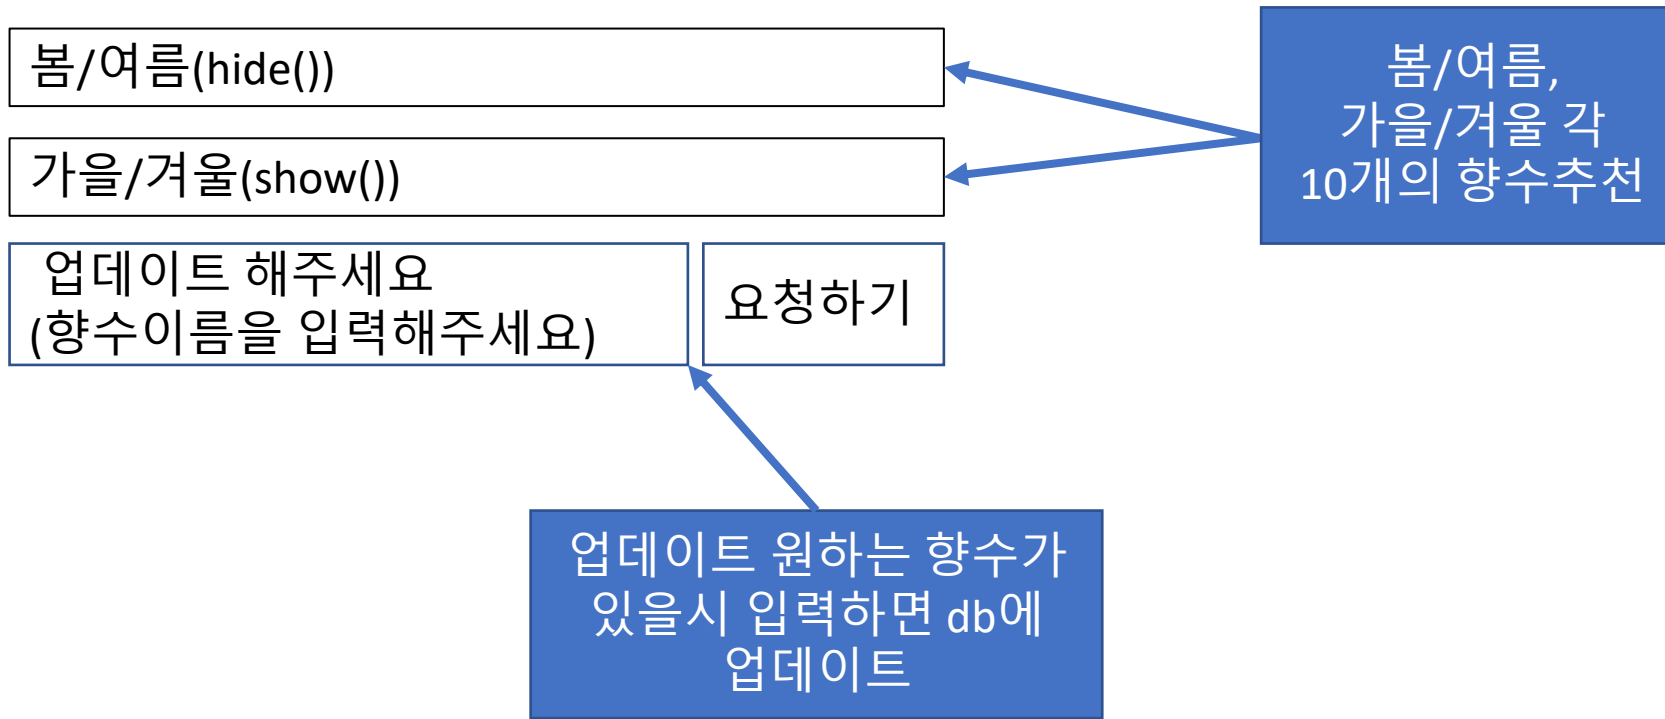 봄/여름(hide())
가을/겨울(show())
업데이트 해주세요
(향수이름을 입력해주세요)
요청하기
봄/여름,
가을/겨울 각
10개의 향수추천
업데이트 원하는 향수가
있을시 입력하면 db에
업데이트